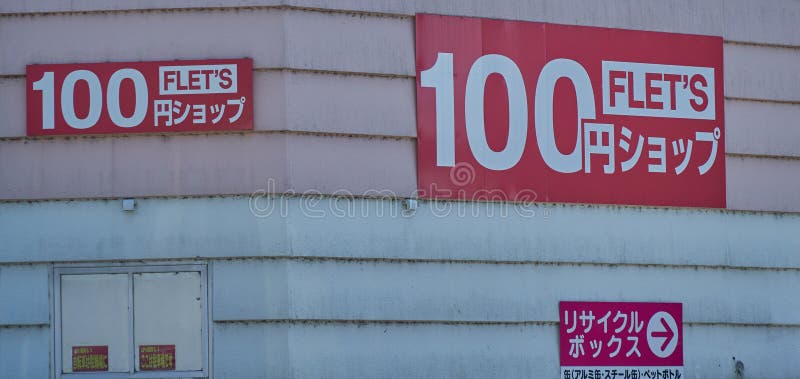 100 FLET'S
円ショップ
100 FLET'S
円ショップ
リサイクル
ボックス
缶(アルミ缶・スチール缶)・ペットボトル
dreamstime